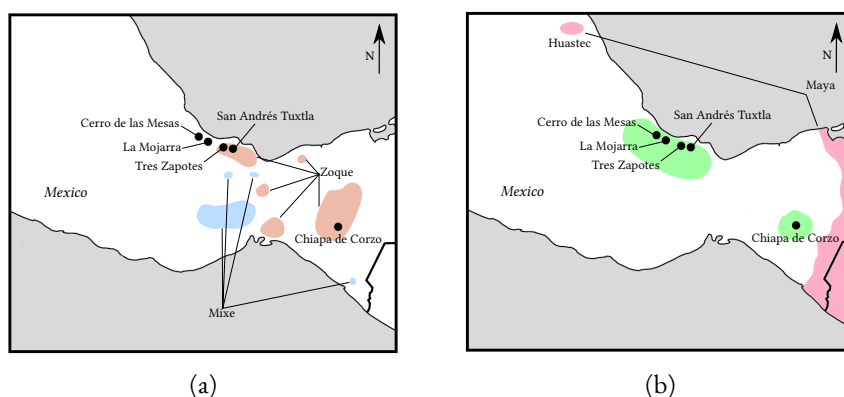 N
Cerro de las Mesas
San Andrés Tuxtla
La Mojarra
Tres Zapotes
Zoque
Mexico
Chiapa de Corzo
Mixe
(a)
Huastec
N
Maya
San Andrés Tuxtla
Cerro de las Mesas
La Mojarra
Tres Zapotes
Mexico
Chiapa de Corzo
(b)